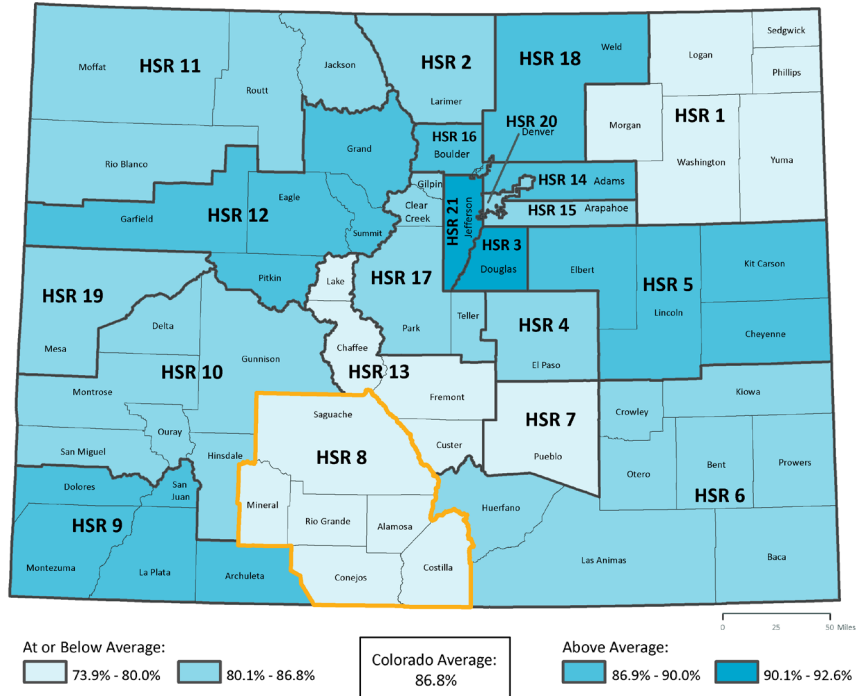 Sedgwick
Logan
Phillips
Moffat
HSR 11
Jackson
Routt
HSR 2
Larimer
HSR 18
Weld
HSR 1
Morgan
Washington
Yuma
HSR 20
Denver
HSR 16
Boulder
Grand
Rio Blanco
Gilpin
Clear
Creek
HSR 21
Jefferson
HSR 14
Adams
HSR 15
Arapahoe
Garfield
HSR 12
Eagle
Summit
HSR 3
Douglas
Elbert
HSR 5
Kit Carson
Lincoln
Cheyenne
Pitkin
Lake
HSR 17
Park
Teller
HSR 19
Mesa
Delta
HSR 10
Gunnison
Chaffee
HSR 13
HSR 4
El Paso
Montrose
Fremont
HSR 7
Pueblo
Crowley
Kiowa
Ouray
San Miguel
Hinsdale
Saguache
HSR 8
Custer
Otero
Bent
Prowers
HSR 6
Dolores
San
Juan
HSR 9
Mineral
Rio Grande
Alamosa
Huerfano
Montezuma
La Plata
Archuleta
Conejos
Costilla
Las Animas
Baca
0 25 50 Miles
At or Below Average:
73.9% - 80.0%
80.1% - 86.8%
Colorado Average:
86.8%
Above Average:
86.9% - 90.0%
90.1% - 92.6%